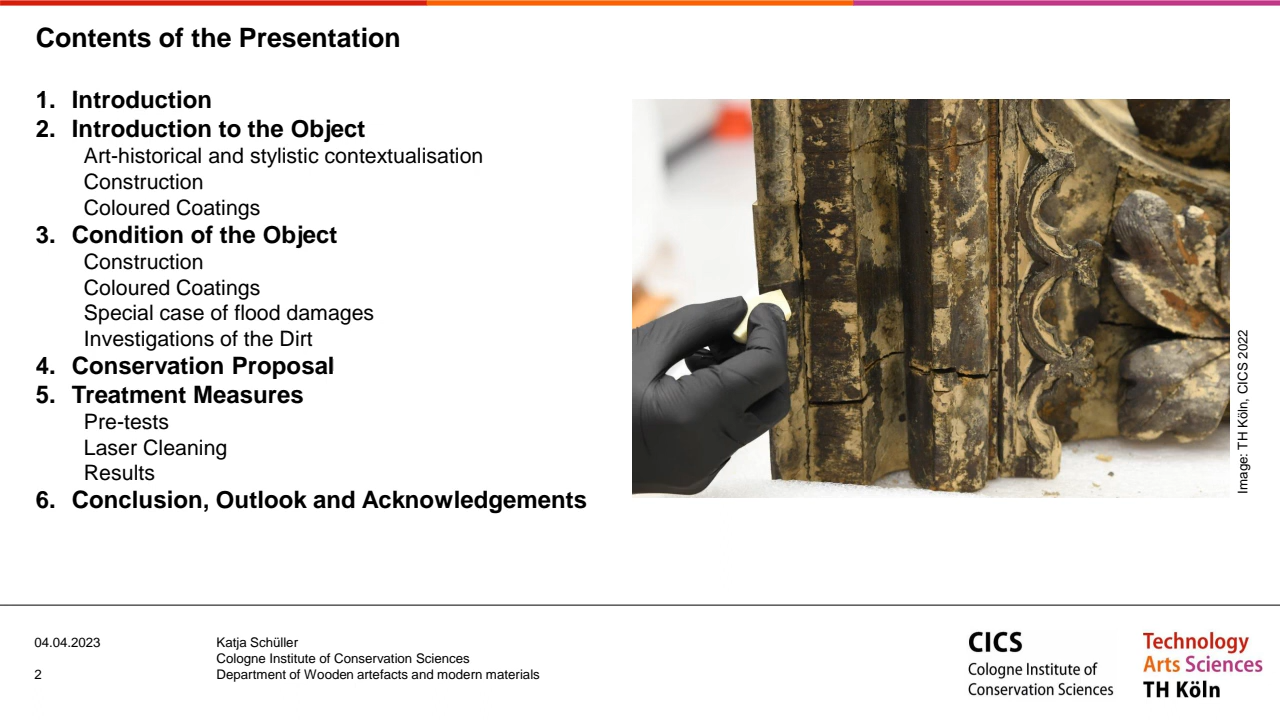 Contents of the Presentation
1. Introduction
2. Introduction to the Object
Art-historical and stylistic contextualisation
Construction
Coloured Coatings
3. Condition of the Object
Construction
Coloured Coatings
Special case of flood damages
Investigations of the Dirt
4. Conservation Proposal
5. Treatment Measures
Pre-tests
Laser Cleaning
Results
6. Conclusion, Outlook and Acknowledgements
Image: TH Köln, CICS 2022
04.04.2023
2
Katja Schüller
Cologne Institute of Conservation Sciences
Department of Wooden artefacts and modern materials
CICS
Cologne Institute of
Conservation Sciences
Technology
Arts Sciences
TH Köln